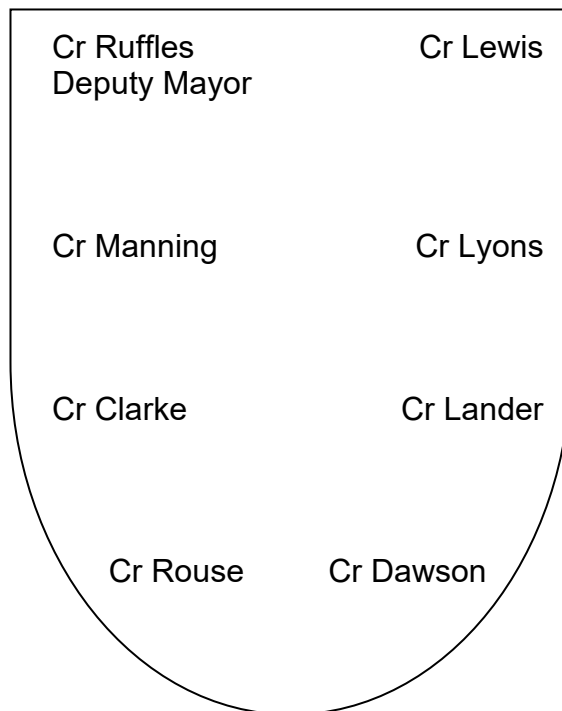 Cr Ruffles Cr Lewis
Deputy Mayor
Cr Manning Cr Lyons
Cr Clarke Cr Lander
Cr Rouse Cr Dawson